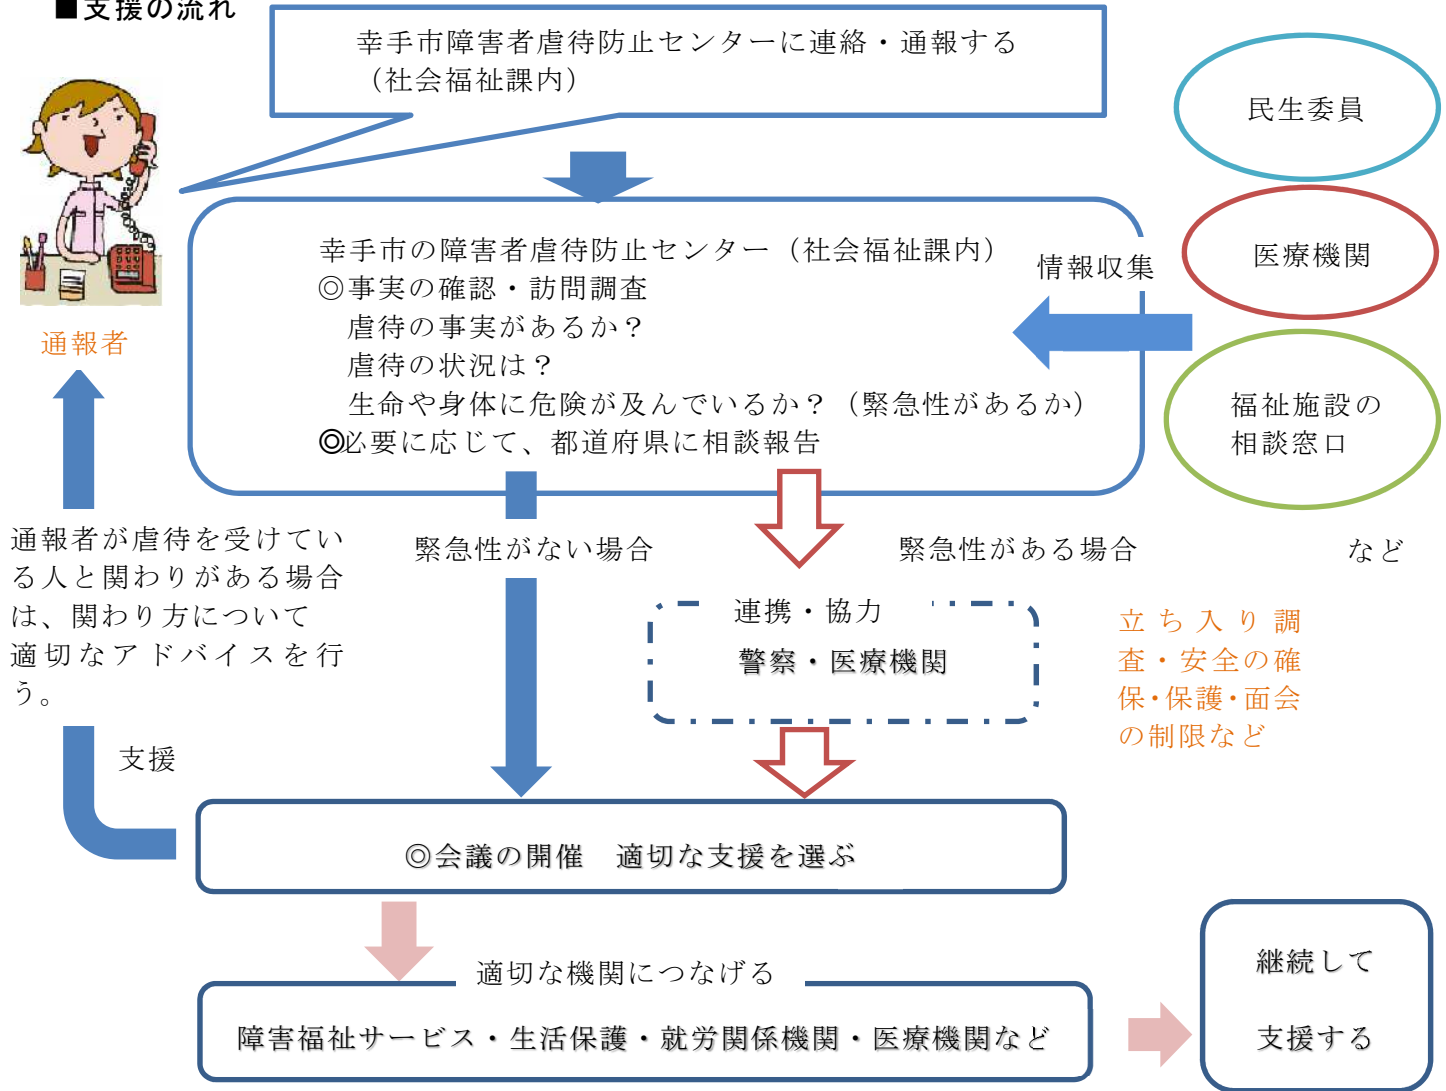 ■支援の流れ
幸手市障害者虐待防止センターに連絡・通報する
（社会福祉課内）
民生委員
医療機関
福祉施設の
相談窓口
など
通報者
幸手市の障害者虐待防止センター（社会福祉課内）
◎事実の確認・訪問調査
虐待の事実があるか？
虐待の状況は？
生命や身体に危険が及んでいるか？（緊急性があるか）
◎必要に応じて、都道府県に相談報告
情報収集
通報者が虐待を受けてい
る人と関わりがある場合
は、関わり方について
適切なアドバイスを行
う。
支援
緊急性がない場合
緊急性がある場合
連携・協力
警察・医療機関
立ち入り調
査・安全の確
保・保護・面会
の制限など
◎会議の開催　適切な支援を選ぶ
適切な機関につなげる
障害福祉サービス・生活保護・就労関係機関・医療機関など
継続して
支援する